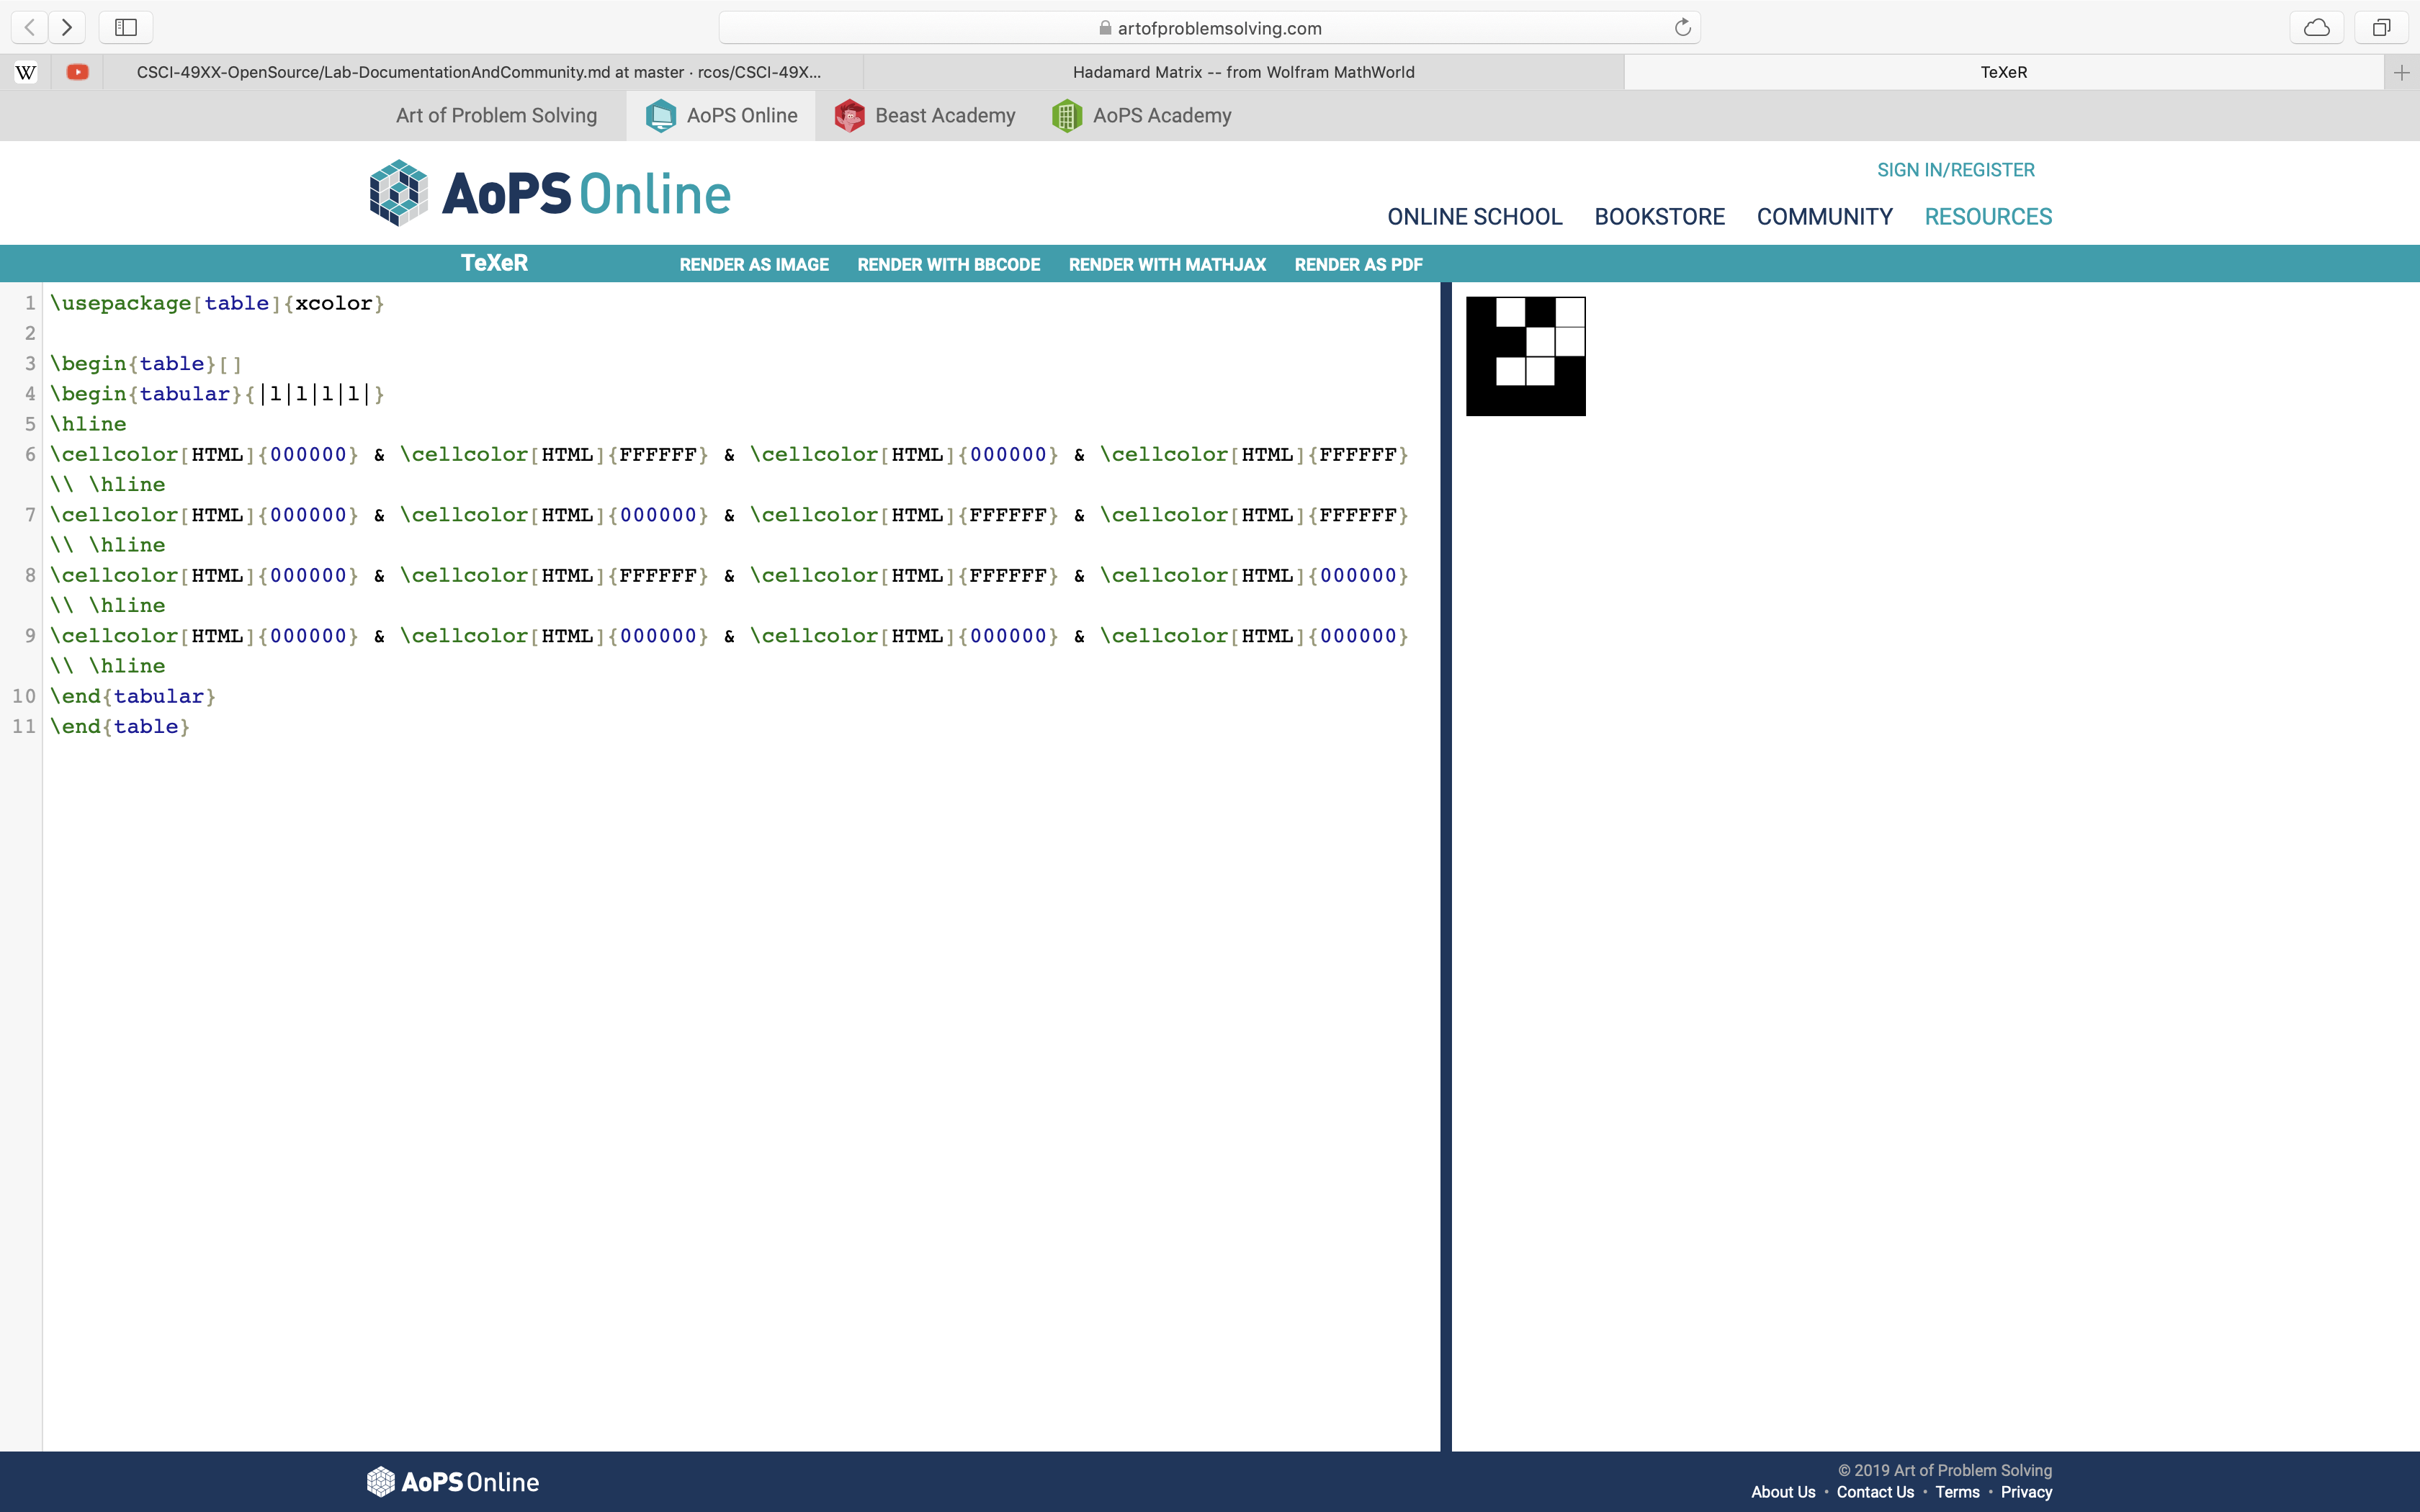 artofproblemsolving.com
W
CSCI-49XX-OpenSource/Lab-DocumentationAndCommunity.md at master · rcos/CSCI-49X...
Hadamard Matrix -- from Wolfram MathWorld
TeXeR
Art of Problem Solving
AoPS Online
Beast Academy
AoPS Academy
AoPS Online
SIGN IN/REGISTER
ONLINE SCHOOL
BOOKSTORE
COMMUNITY
RESOURCES
TeXeR
RENDER AS IMAGE
RENDER WITH BBCODE
RENDER WITH MATHJAX
RENDER AS PDF
1 \usepackage[table]{xcolor}
2
3 \begin{table}[]
4 \begin{tabular}{|l|l|l|l|}
5 \hline
6 \cellcolor[HTML]{000000} & \cellcolor[HTML]{FFFFFF} & \cellcolor[HTML]{000000} & \cellcolor[HTML]{FFFFFF}
\\ \hline
7 \cellcolor[HTML]{000000} & \cellcolor[HTML]{000000} & \cellcolor[HTML]{FFFFFF} & \cellcolor[HTML]{FFFFFF}
\\ \hline
8 \cellcolor[HTML]{000000} & \cellcolor[HTML]{FFFFFF} & \cellcolor[HTML]{FFFFFF} & \cellcolor[HTML]{000000}
\\ \hline
9 \cellcolor[HTML]{000000} & \cellcolor[HTML]{000000} & \cellcolor[HTML]{000000} & \cellcolor[HTML]{000000}
\\ \hline
10 \end{tabular}
11 \end{table}
AoPS Online
© 2019 Art of Problem Solving
About Us • Contact Us • Terms • Privacy